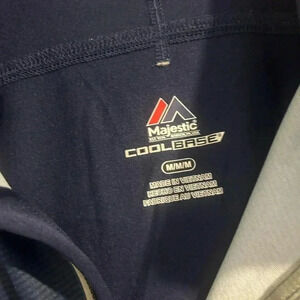 Majestic
COOLBASE
M/M/M
MADE IN VIETNAM
HECHO EN VIETNAM
FABRIQUÉ AU VIETNAM